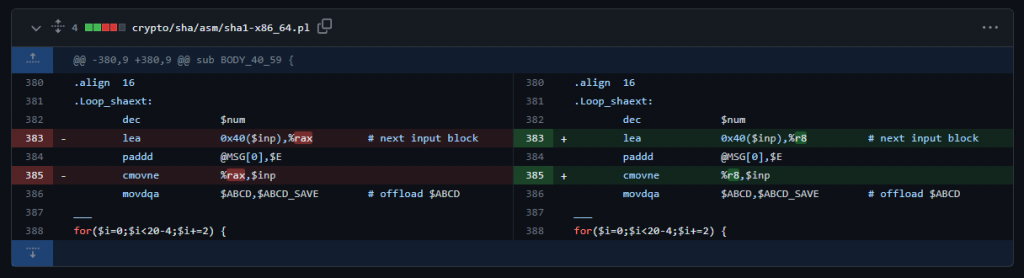 4 crypto/sha/asm/sha1-x86_64.pl ...
@@ -380,9 +380,9 @@ sub BODY_40_59 {
380 .align 16 380 .align 16
381 .Loop_shaext: 381 .Loop_shaext:
382 dec $num 382 dec $num
383 - lea 0x40($inp),%rax # next input block 383 + lea 0x40($inp),%r8 # next input block
384 paddd @MSG[0],$E 384 paddd @MSG[0],$E
385 - cmovne %rax,$inp 385 + cmovne %r8,$inp
386 movdqa $ABCD,$ABCD_SAVE # offload $ABCD 386 movdqa $ABCD,$ABCD_SAVE # offload $ABCD
387 ___ 387 ___
388 for($i=0;$i<20-4;$i+=2) { 388 for($i=0;$i<20-4;$i+=2) {